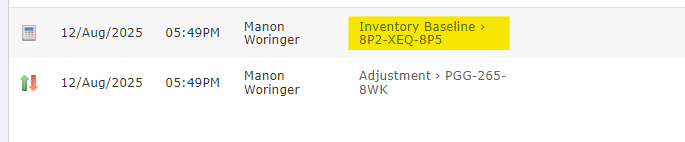 12/Aug/2025 05:49PM Manon Woringer Inventory Baseline › 8P2-XEQ-8P5
12/Aug/2025 05:49PM Manon Woringer Adjustment › PGG-265-8WK